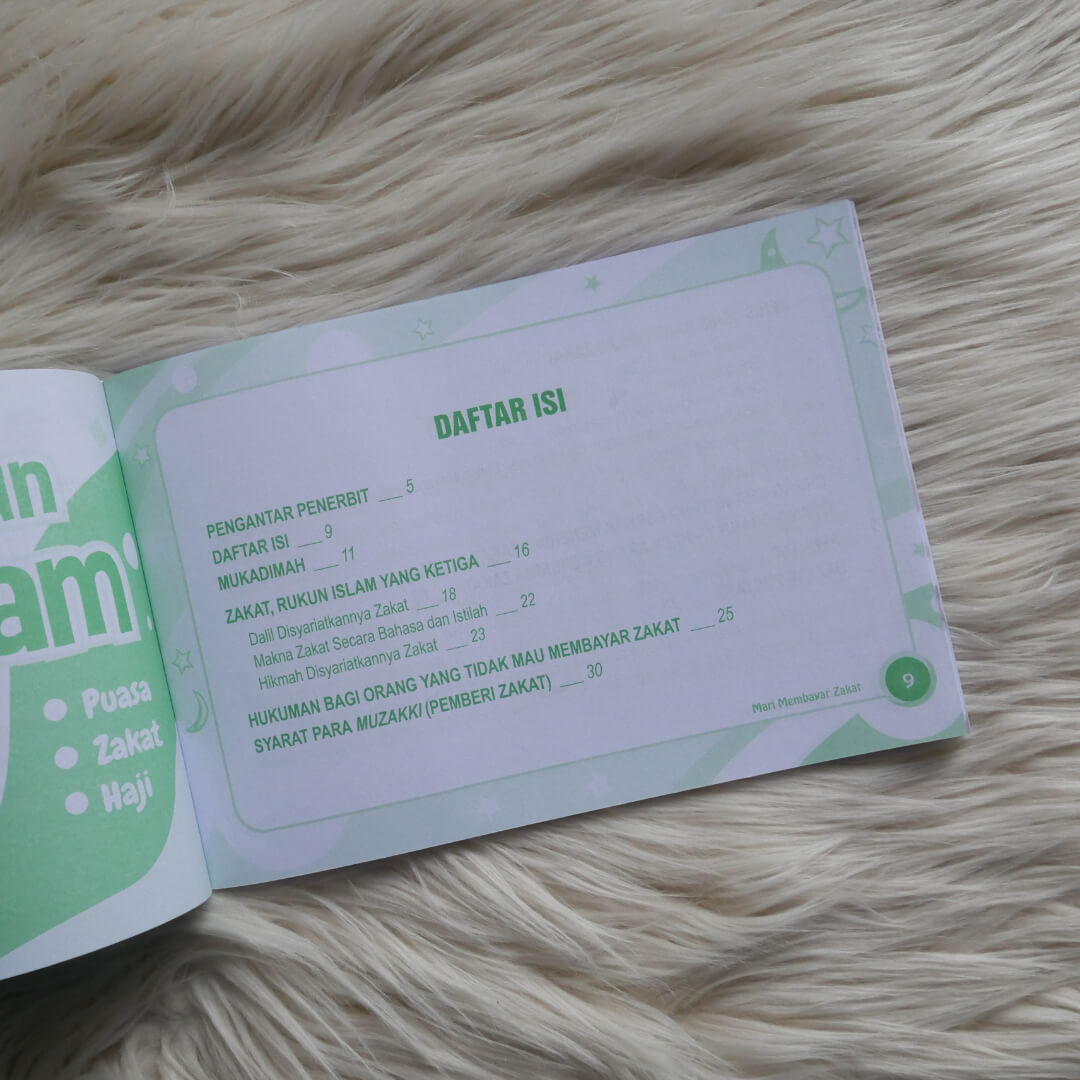 un
am:
• Puasa
• Zakat
• Haji
DAFTAR ISI
PENGANTAR PENERBIT ___ 5
DAFTAR ISI ___ 9
MUKADIMAH ___ 11
ZAKAT, RUKUN ISLAM YANG KETIGA ___ 16
Dalil Disyariatkannya Zakat ___ 18
Makna Zakat Secara Bahasa dan Istilah ___ 22
Hikmah Disyariatkannya Zakat ___ 23
HUKUMAN BAGI ORANG YANG TIDAK MAU MEMBAYAR ZAKAT ___ 25
SYARAT PARA MUZAKKI (PEMBERI ZAKAT) ___ 30
Mari Membayar Zakat
9